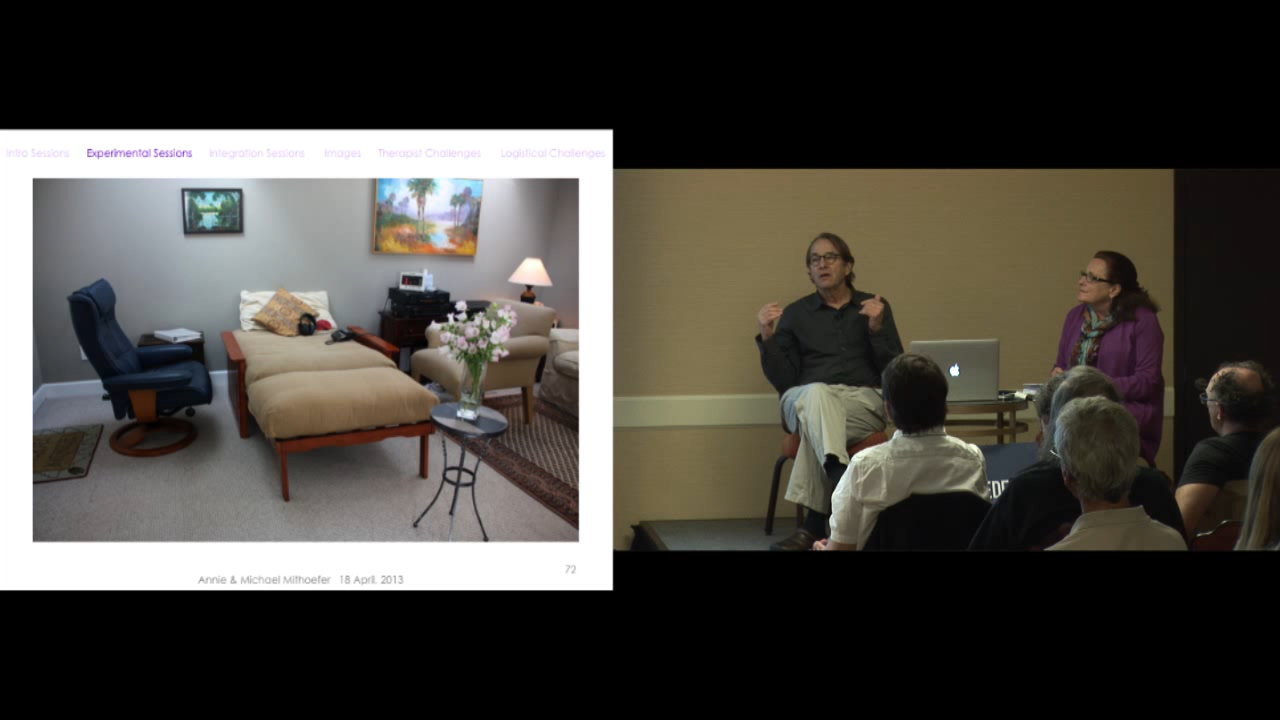 Intro Sessions Experimental Sessions Integration Sessions Images Therapist Challenges Logistical Challenges
72
Annie & Michael Mithoefer 18 April, 2013